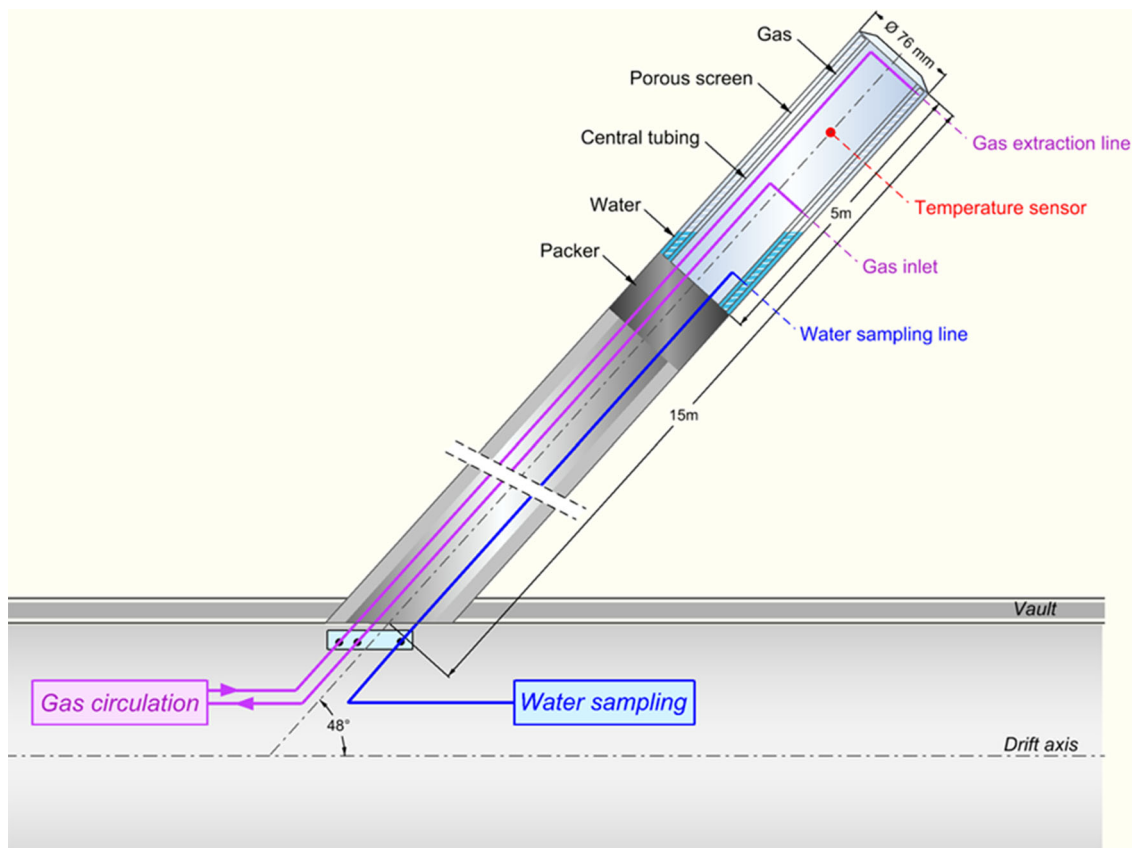 Ø 76 mm
Gas
Porous screen
Central tubing
Gas extraction line
Water
Temperature sensor
5m
Packer
Gas inlet
Water sampling line
15m
Vault
Gas circulation
Water sampling
48°
Drift axis